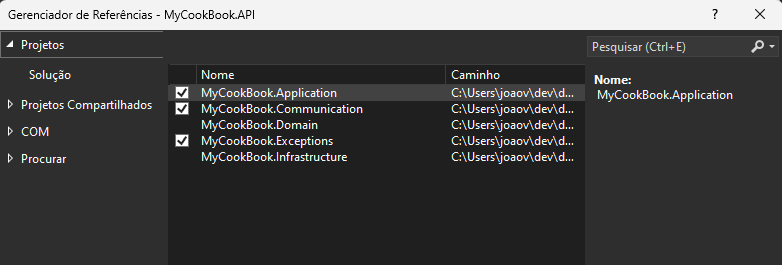 Gerenciador de Referências - MyCookBook.API
? X
Projetos
Solução
Projetos Compartilhados
COM
Procurar
Nome Caminho
MyCookBook.Application C:\Users\joaov\dev\d...
MyCookBook.Communication C:\Users\joaov\dev\d...
MyCookBook.Domain C:\Users\joaov\dev\d...
MyCookBook.Exceptions C:\Users\joaov\dev\d...
MyCookBook.Infrastructure C:\Users\joaov\dev\d...
Pesquisar (Ctrl+E)
Nome:
MyCookBook.Application